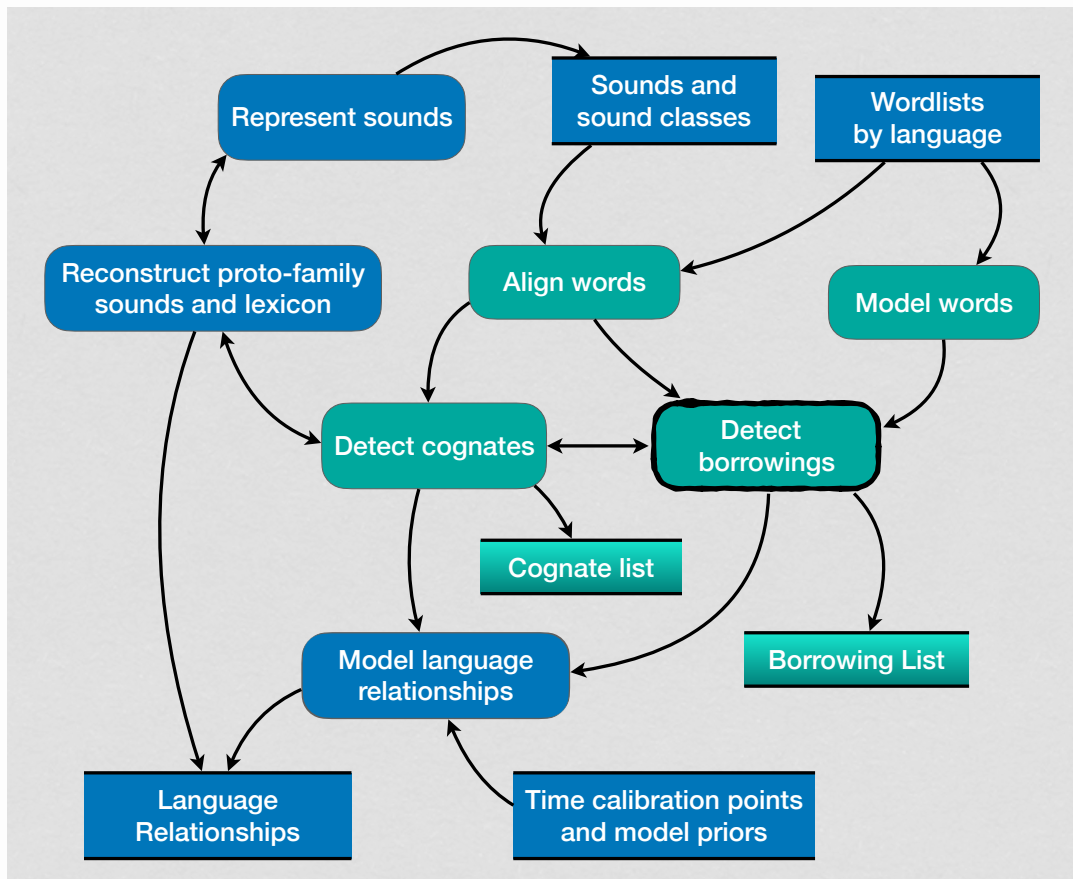 Represent sounds
Sounds and
sound classes
Wordlists
by language
Reconstruct proto-family
sounds and lexicon
Align words
Model words
Detect cognates
Detect
borrowings
Cognate list
Model language
relationships
Borrowing List
Language
Relationships
Time calibration points
and model priors